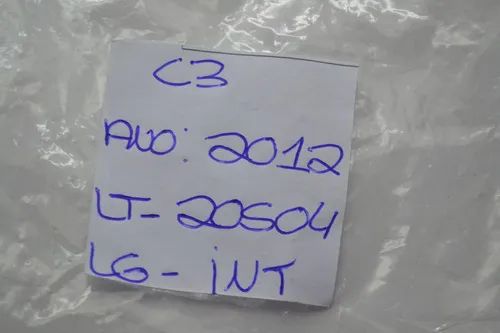 C3
ANO: 2012
LT- 20504
LG - INT